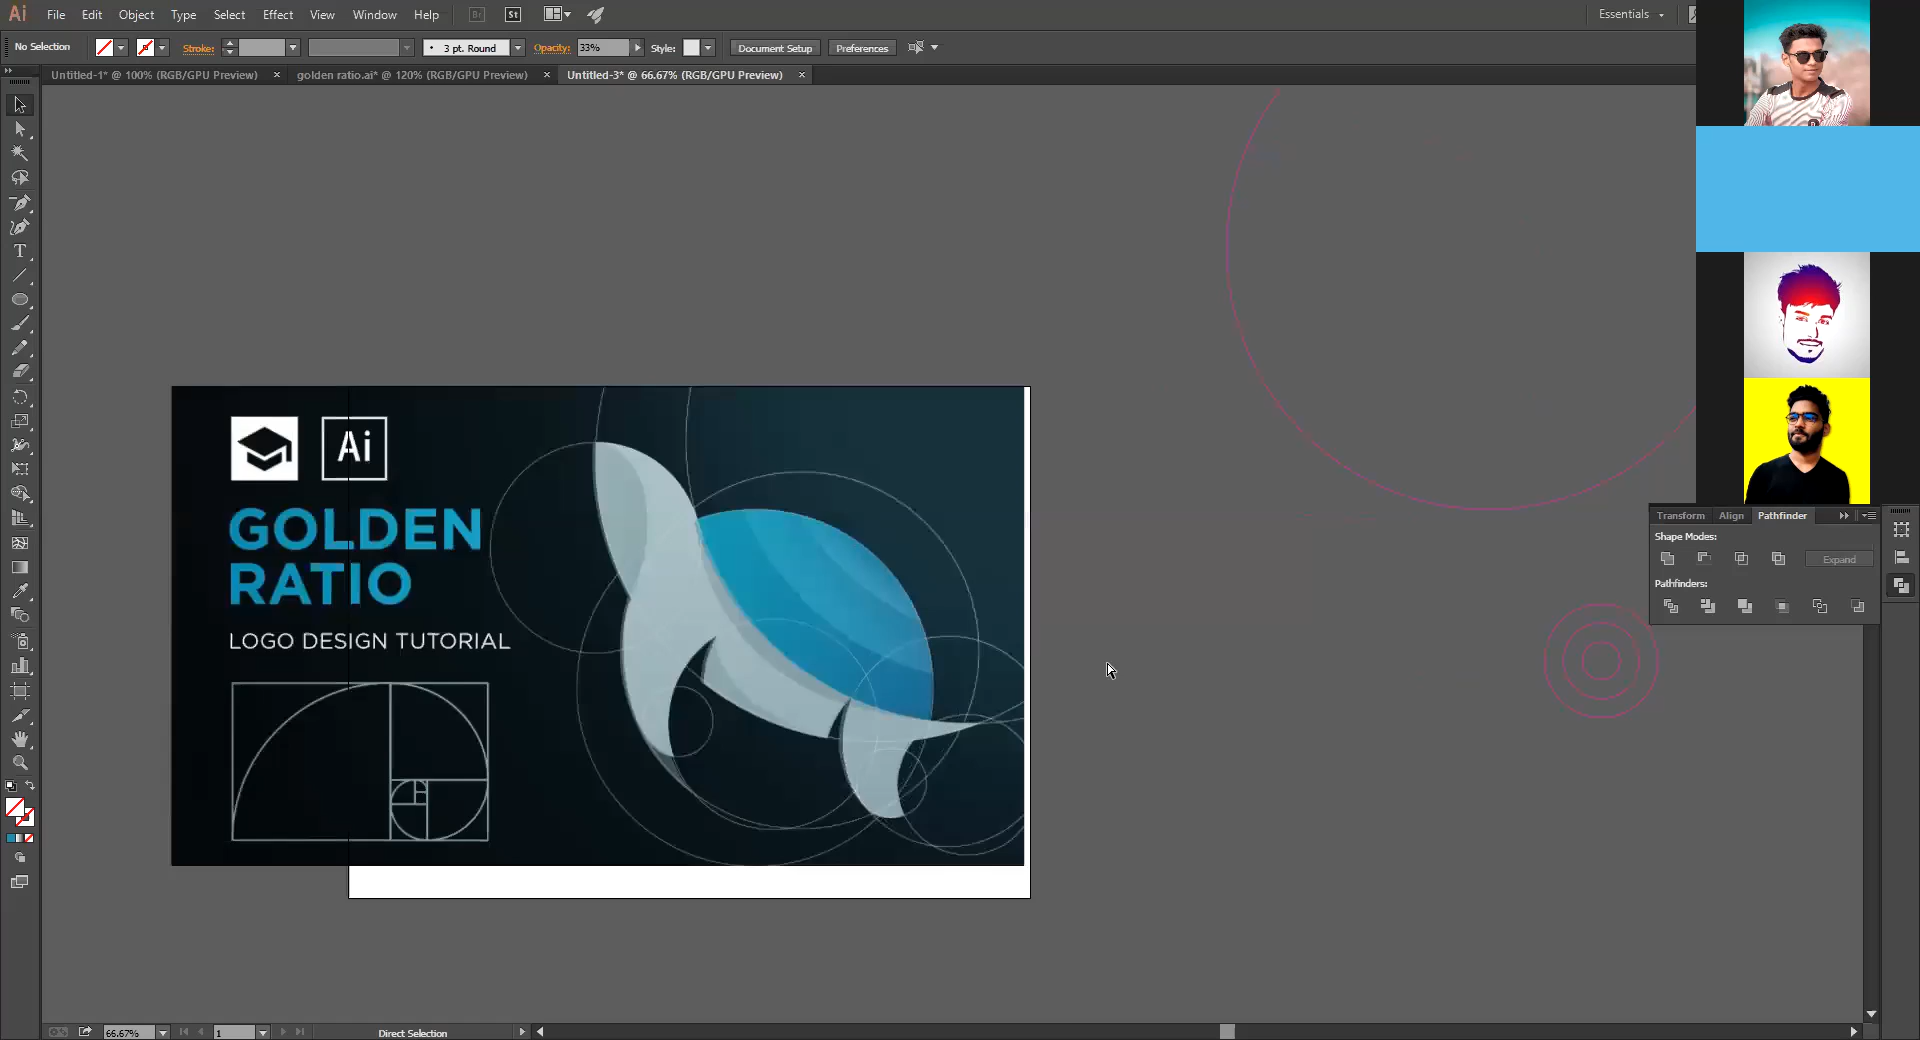 Ai File Edit Object Type Select Effect View Window Help Br St Essentials
No Selection Stroke: 3 pt. Round Opacity: 33% Style: Document Setup Preferences
Untitled-1* @ 100% (RGB/GPU Preview) × golden ratio.ai* @ 120% (RGB/GPU Preview) × Untitled-3* @ 66.67% (RGB/GPU Preview) ×
Ai
GOLDEN
RATIO
LOGO DESIGN TUTORIAL
Transform Align Pathfinder
Shape Modes:
Expand
Pathfinders:
66.67% 1 Direct Selection